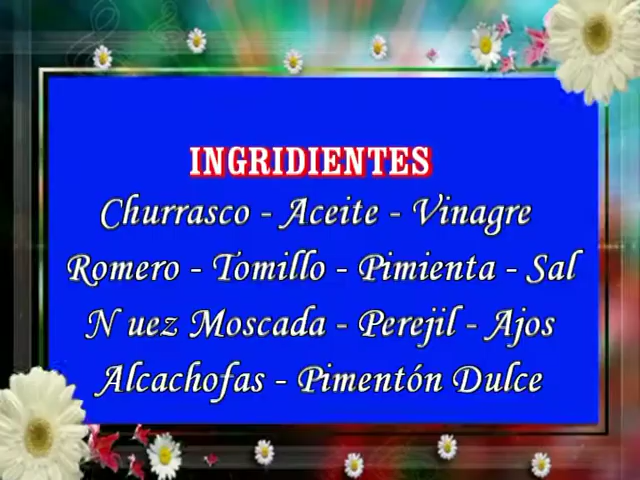 INGRIDIENTES
Churrasco - Aceite - Vinagre
Romero - Tomillo - Pimienta - Sal
N uez Moscada - Perejil - Ajos
Alcachofas - Pimentón Dulce